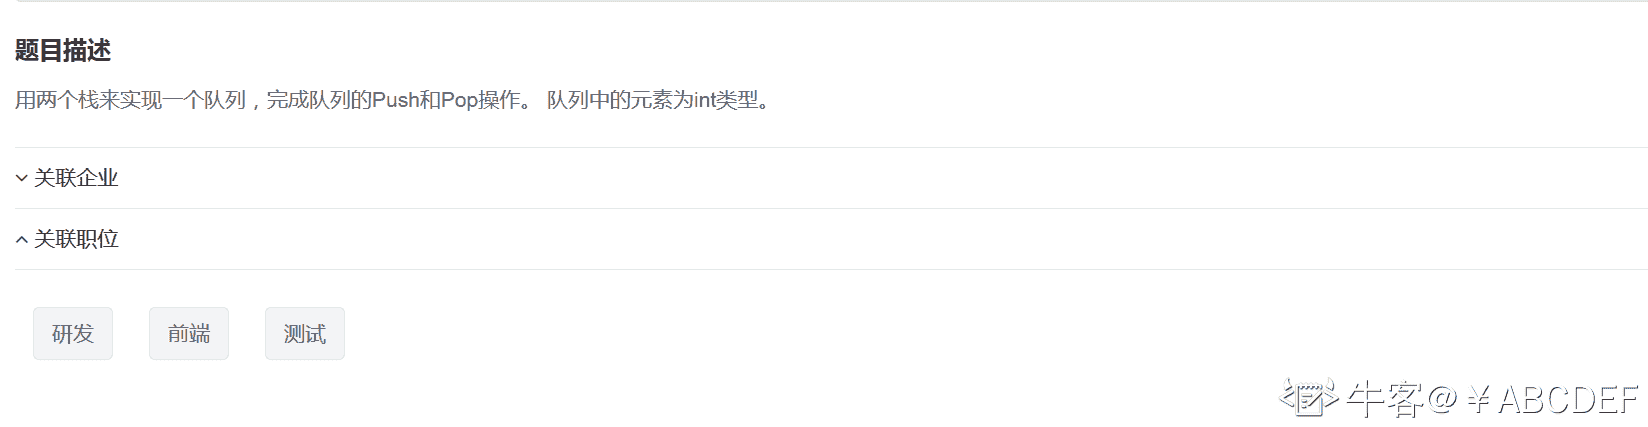 题目描述
用两个栈来实现一个队列，完成队列的Push和Pop操作。 队列中的元素为int类型。
关联企业
关联职位
研发 前端 测试
牛客@￥ABCDEF